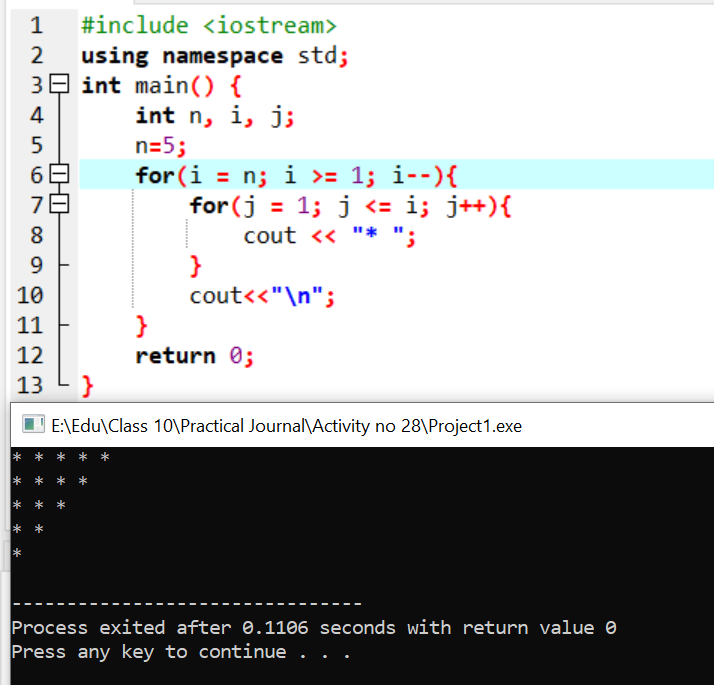 1 #include <iostream>
2 using namespace std;
3 int main() {
4 int n, i, j;
5 n=5;
6 for(i = n; i >= 1; i--){
7 for(j = 1; j <= i; j++){
8 cout << "* ";
9 }
10 cout<<"\n";
11 }
12 return 0;
13 }
E:\Edu\Class 10\Practical Journal\Activity no 28\Project1.exe
* * * * *
* * * *
* * *
* *
*
--------------------------------
Process exited after 0.1106 seconds with return value 0
Press any key to continue . . .